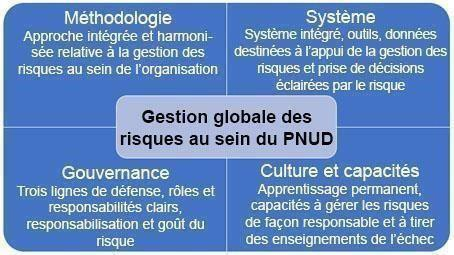 Méthodologie
Approche intégrée et harmoni-
sée relative à la gestion des
risques au sein de l'organisation
Système
Système intégré, outils, données
destinées à l'appui de la gestion des
risques et prise de décisions
éclairées par le risque
Gestion globale des
risques au sein du PNUD
Gouvernance
Trois lignes de défense, rôles et
responsabilités clairs,
responsabilisation et goût du
risque
Culture et capacités
Apprentissage permanent,
capacités à gérer les risques
de façon responsable et à tirer
des enseignements de l'échec